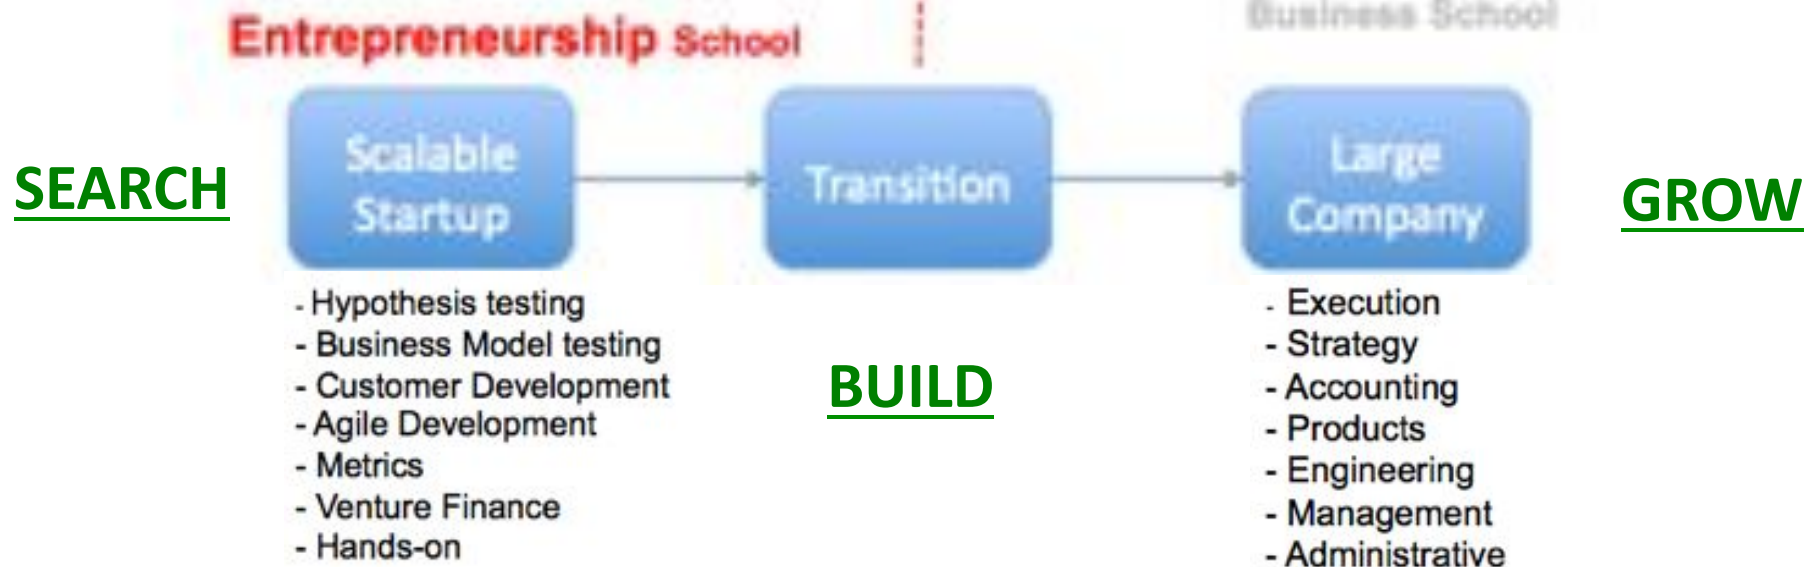 Entrepreneurship School
Business School
SEARCH
Scalable
Startup
Transition
Large
Company
GROW
- Hypothesis testing
- Business Model testing
- Customer Development
- Agile Development
- Metrics
- Venture Finance
- Hands-on
BUILD
- Execution
- Strategy
- Accounting
- Products
- Engineering
- Management
- Administrative